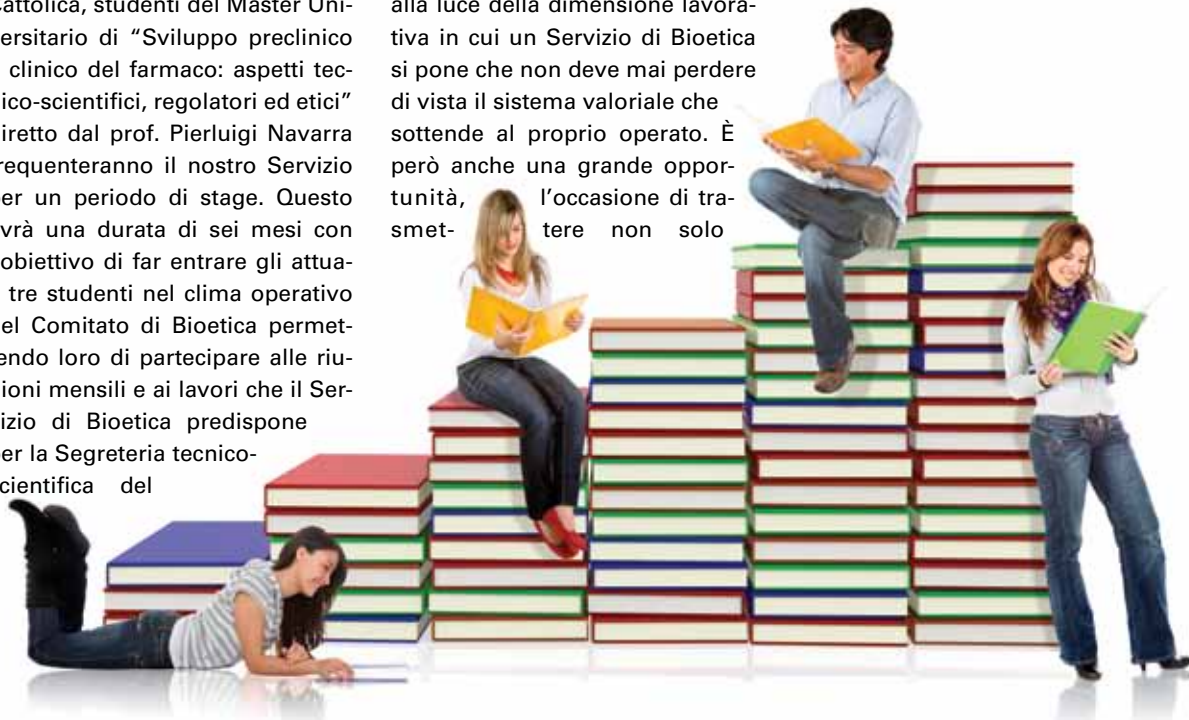 Cattolica, studenti del Master Uni-
ersitario di “Sviluppo preclinico
clinico del farmaco: aspetti tec-
ico-scientifici, regolatori ed etici”
iretto dal prof. Pierluigi Navarra
requenteranno il nostro Servizio
er un periodo di stage. Questo
vrà una durata di sei mesi con
obiettivo di far entrare gli attua-
tre studenti nel clima operativo
el Comitato di Bioetica permet-
endo loro di partecipare alle riu-
ioni mensili e ai lavori che il Ser-
izio di Bioetica predispone
er la Segreteria tecnico-
cientifica del
alla luce della dimensione lavora-
tiva in cui un Servizio di Bioetica
si pone che non deve mai perdere
di vista il sistema valoriale che
sottende al proprio operato. È
però anche una grande oppor-
tunità, l’occasione di tra-
smet- tere non solo